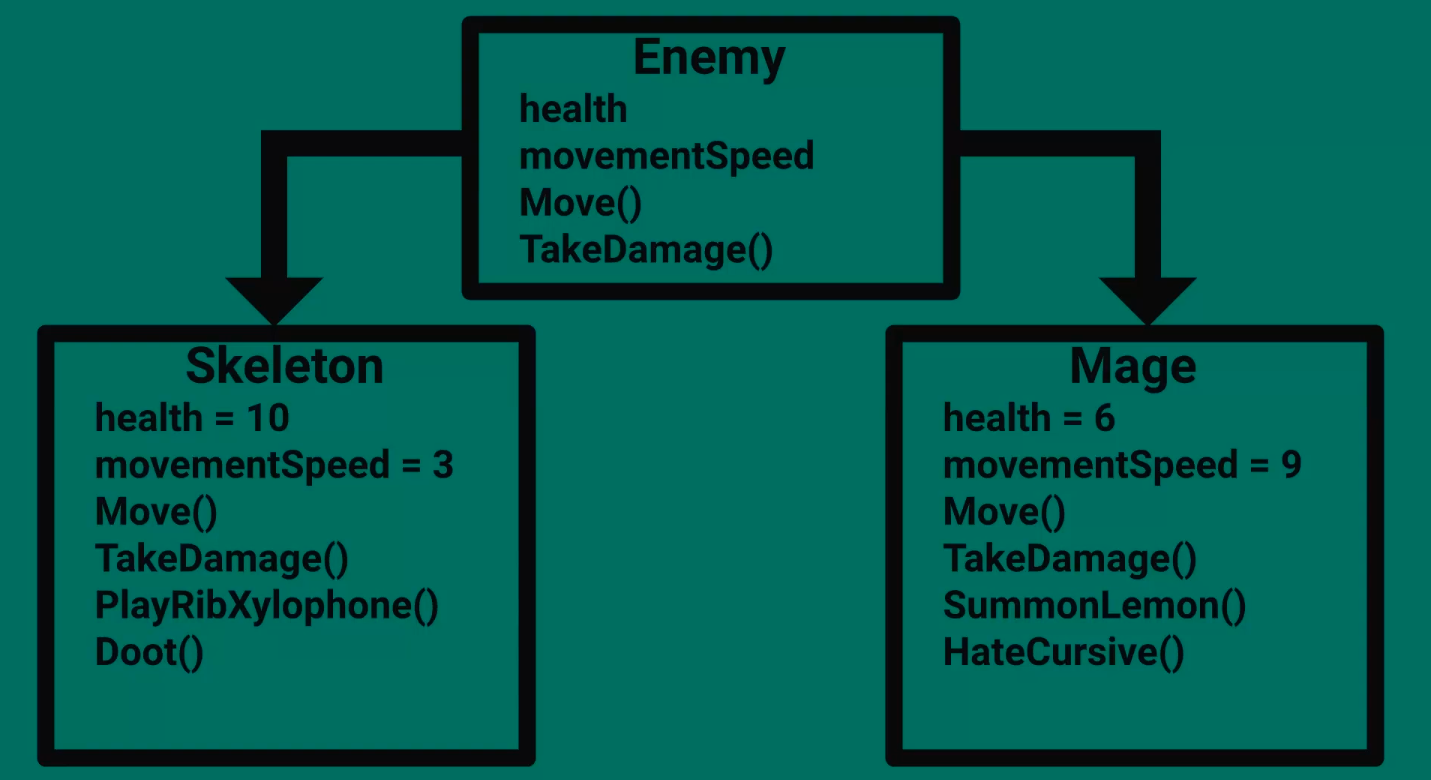 Enemy
health
movementSpeed
Move()
TakeDamage()
Skeleton
health = 10
movementSpeed = 3
Move()
TakeDamage()
PlayRibXylophone()
Doot()
Mage
health = 6
movementSpeed = 9
Move()
TakeDamage()
SummonLemon()
HateCursive()